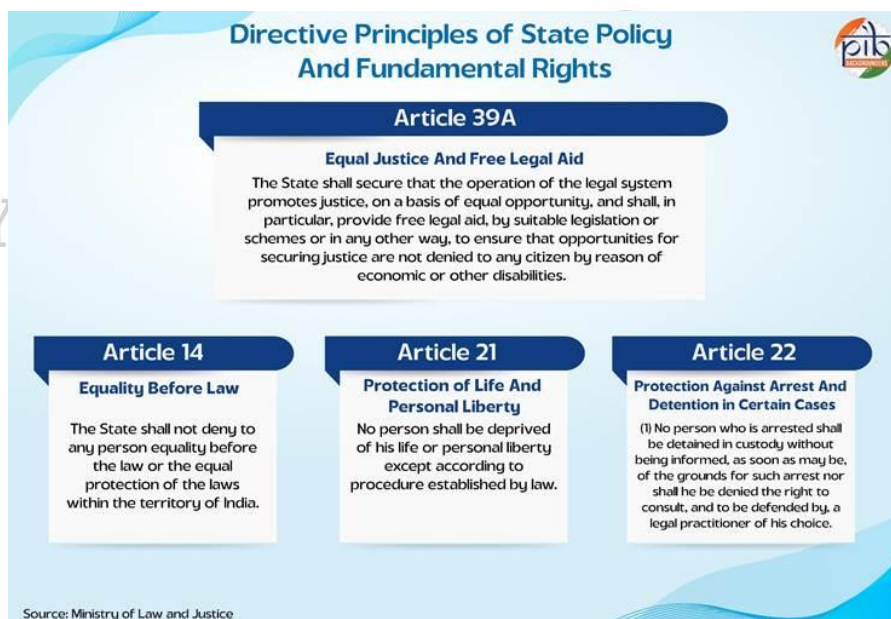 Directive Principles of State Policy
And Fundamental Rights
pib
BACKGROUNDERS
Article 39A
Equal Justice And Free Legal Aid
The State shall secure that the operation of the legal system
promotes justice, on a basis of equal opportunity, and shall, in
particular, provide free legal aid, by suitable legislation or
schemes or in any other way, to ensure that opportunities for
securing justice are not denied to any citizen by reason of
economic or other disabilities.
Article 14
Equality Before Law
The State shall not deny to
any person equality before
the law or the equal
protection of the laws
within the territory of India.
Article 21
Protection of Life And
Personal Liberty
No person shall be deprived
of his life or personal liberty
except according to
procedure established by law.
Article 22
Protection Against Arrest And
Detention in Certain Cases
(1) No person who is arrested shall
be detained in custody without
being informed, as soon as may be,
of the grounds for such arrest nor
shall he be denied the right to
consult, and to be defended by, a
legal practitioner of his choice.
Source: Ministry of Law and Justice